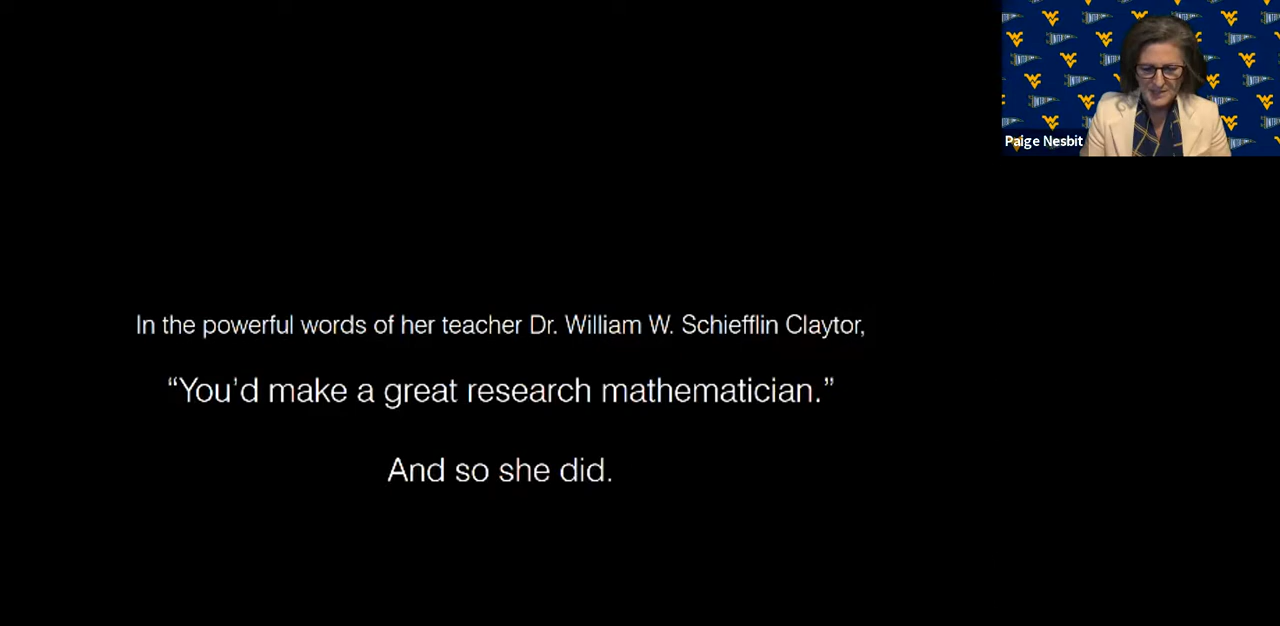 In the powerful words of her teacher Dr. William W. Schiefflin Claytor,
“You’d make a great research mathematician.”
And so she did.
Paige Nesbit